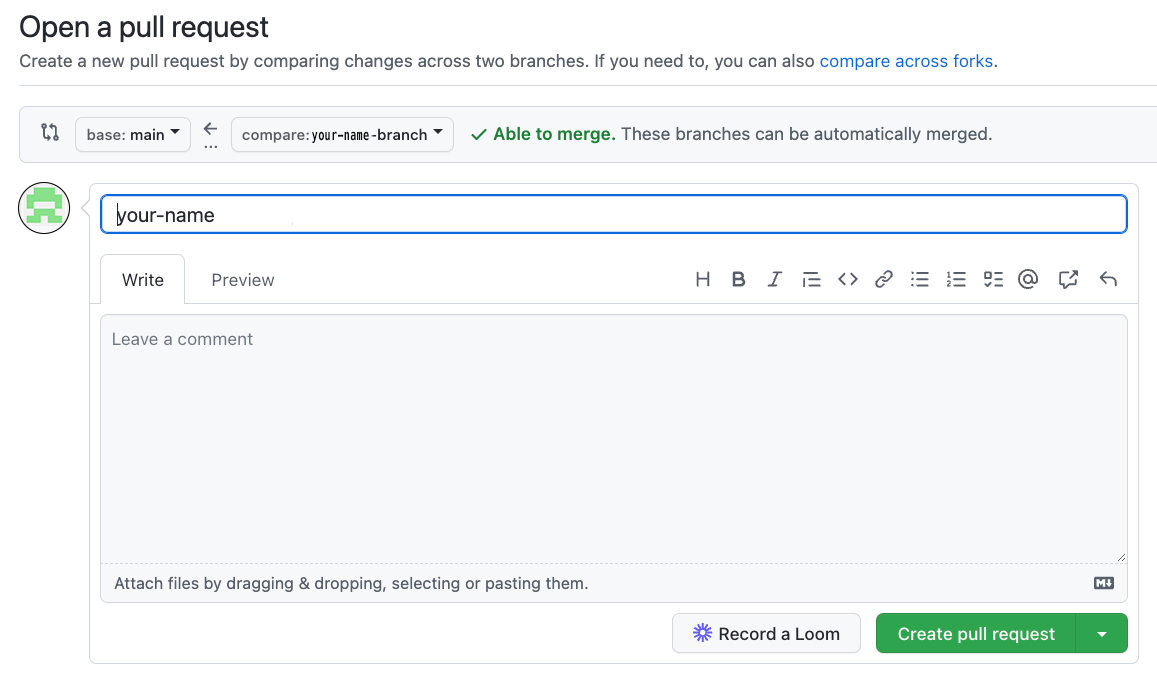 Open a pull request
Create a new pull request by comparing changes across two branches. If you need to, you can also compare across forks.
base: main
compare: your-name-branch
Able to merge. These branches can be automatically merged.
your-name
Write
Preview
Leave a comment
Attach files by dragging & dropping, selecting or pasting them.
Record a Loom
Create pull request